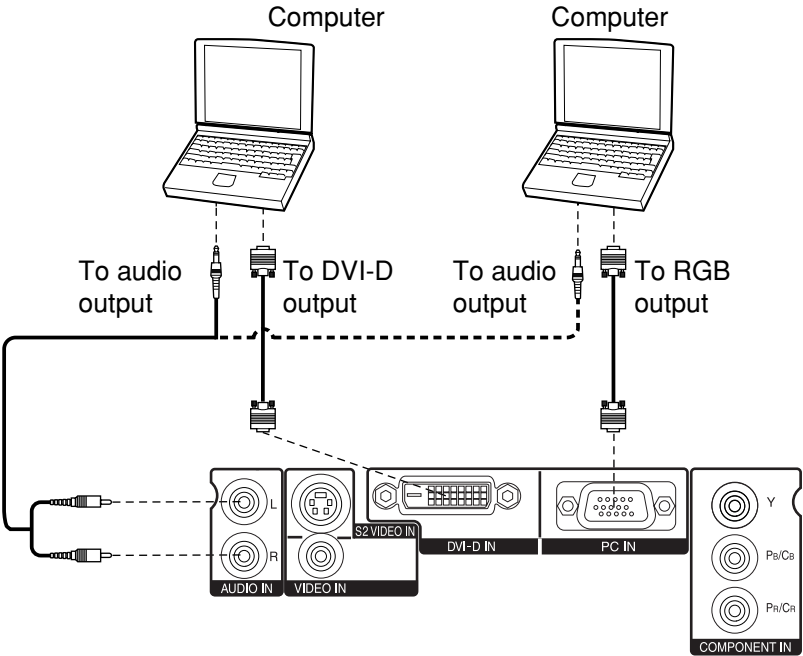 Computer
Computer
To audio
output
To DVI-D
output
To audio
output
To RGB
output
L
R
AUDIO IN
S2 VIDEO IN
VIDEO IN
DVI-D IN
PC IN
Y
PB/CB
PR/CR
COMPONENT IN